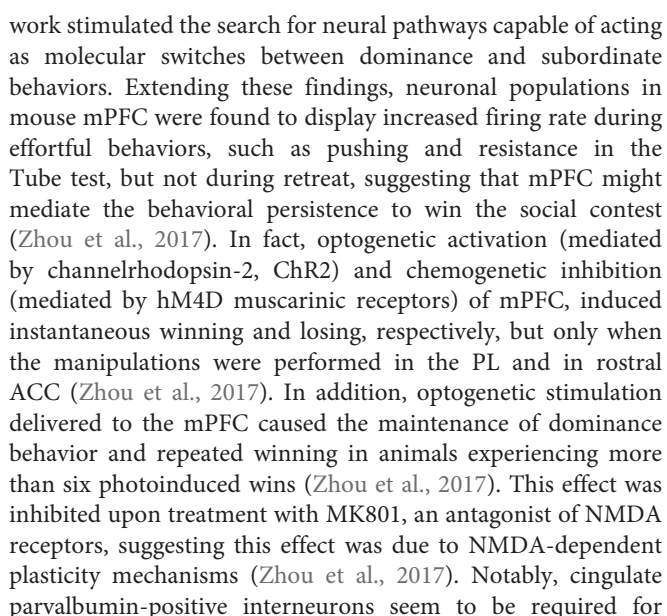 work stimulated the search for neural pathways capable of acting
as molecular switches between dominance and subordinate
behaviors. Extending these findings, neuronal populations in
mouse mPFC were found to display increased firing rate during
effortful behaviors, such as pushing and resistance in the
Tube test, but not during retreat, suggesting that mPFC might
mediate the behavioral persistence to win the social contest
(Zhou et al., 2017). In fact, optogenetic activation (mediated
by channelrhodopsin-2, ChR2) and chemogenetic inhibition
(mediated by hM4D muscarinic receptors) of mPFC, induced
instantaneous winning and losing, respectively, but only when
the manipulations were performed in the PL and in rostral
ACC (Zhou et al., 2017). In addition, optogenetic stimulation
delivered to the mPFC caused the maintenance of dominance
behavior and repeated winning in animals experiencing more
than six photoinduced wins (Zhou et al., 2017). This effect was
inhibited upon treatment with MK801, an antagonist of NMDA
receptors, suggesting this effect was due to NMDA-dependent
plasticity mechanisms (Zhou et al., 2017). Notably, cingulate
parvalbumin-positive interneurons seem to be required for